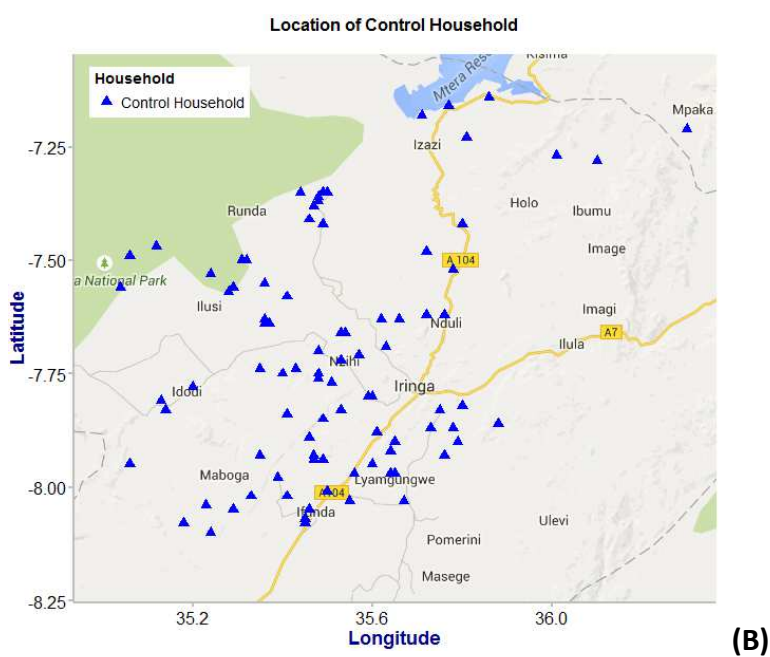 Location of Control Household
Kisima
Household
Control Household
Mtera Rese
Mpaka
Izazi
-7.25
Holo
Ibumu
Runda
Image
-7.50
A 104
a National Park
Ilusi
Imagi
Nduli
A7
Ilula
Nzihi
-7.75
Iringa
Idodi
Maboga
Lyamgungwe
-8.00
A 104
Ifunda
Ulevi
Pomerini
Masege
-8.25
35.2
35.6
36.0
Latitude
Longitude
(B)